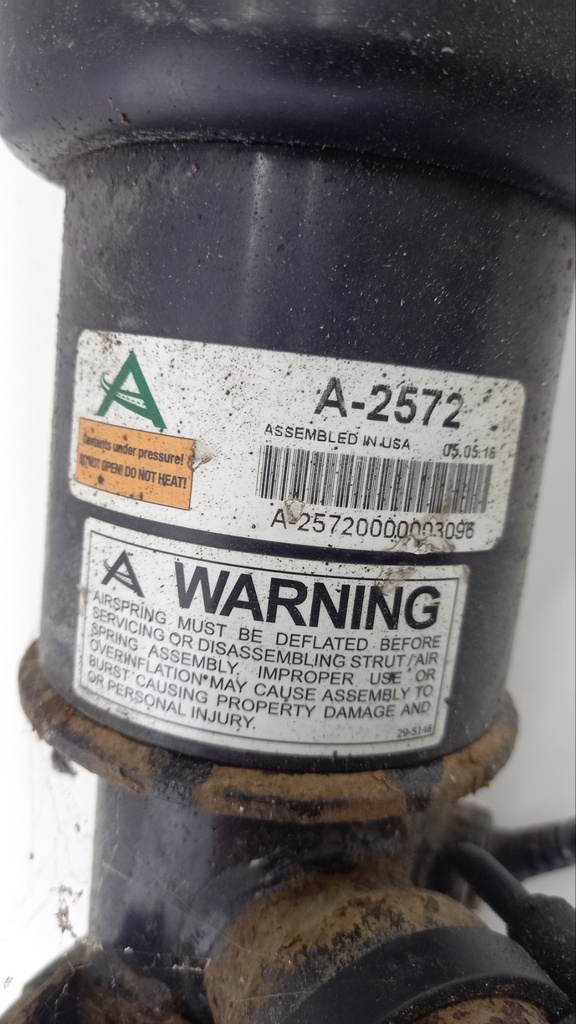 A-2572
ASSEMBLED IN USA 05.05.16
Contents under pressure!
DO NOT OPEN! DO NOT HEAT!
A-25720000003096
WARNING
AIRSPRING MUST BE DEFLATED BEFORE
SERVICING OR DISASSEMBLING STRUT/AIR
SPRING ASSEMBLY. IMPROPER USE OR
OVERINFLATION MAY CAUSE ASSEMBLY TO
BURST CAUSING PROPERTY DAMAGE AND
OR PERSONAL INJURY.
29-5148